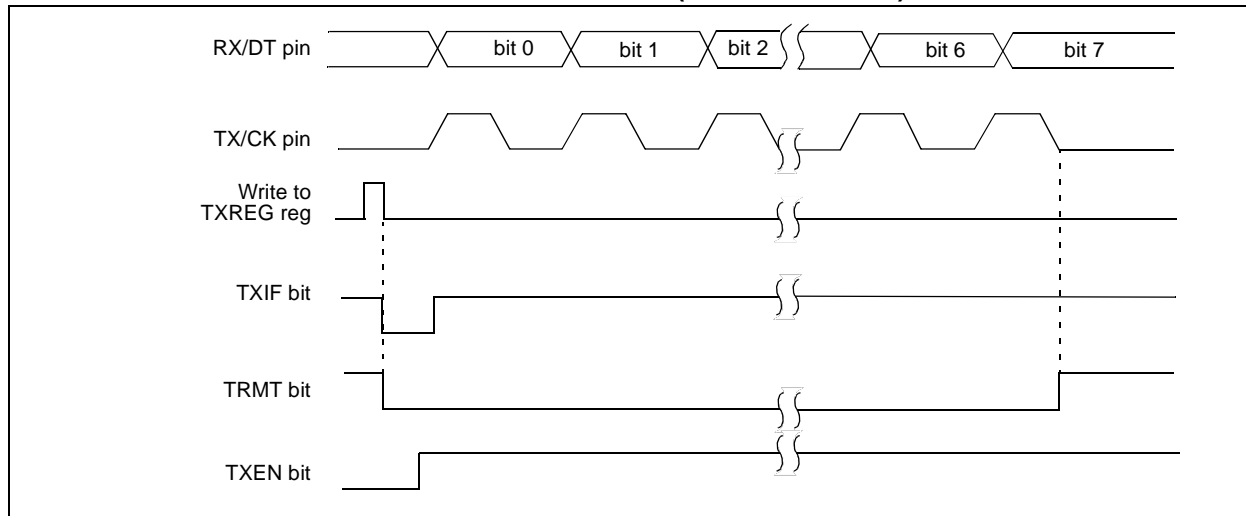 RX/DT pin
bit 0
bit 1
bit 2
bit 6
bit 7
TX/CK pin
Write to
TXREG reg
TXIF bit
TRMT bit
TXEN bit